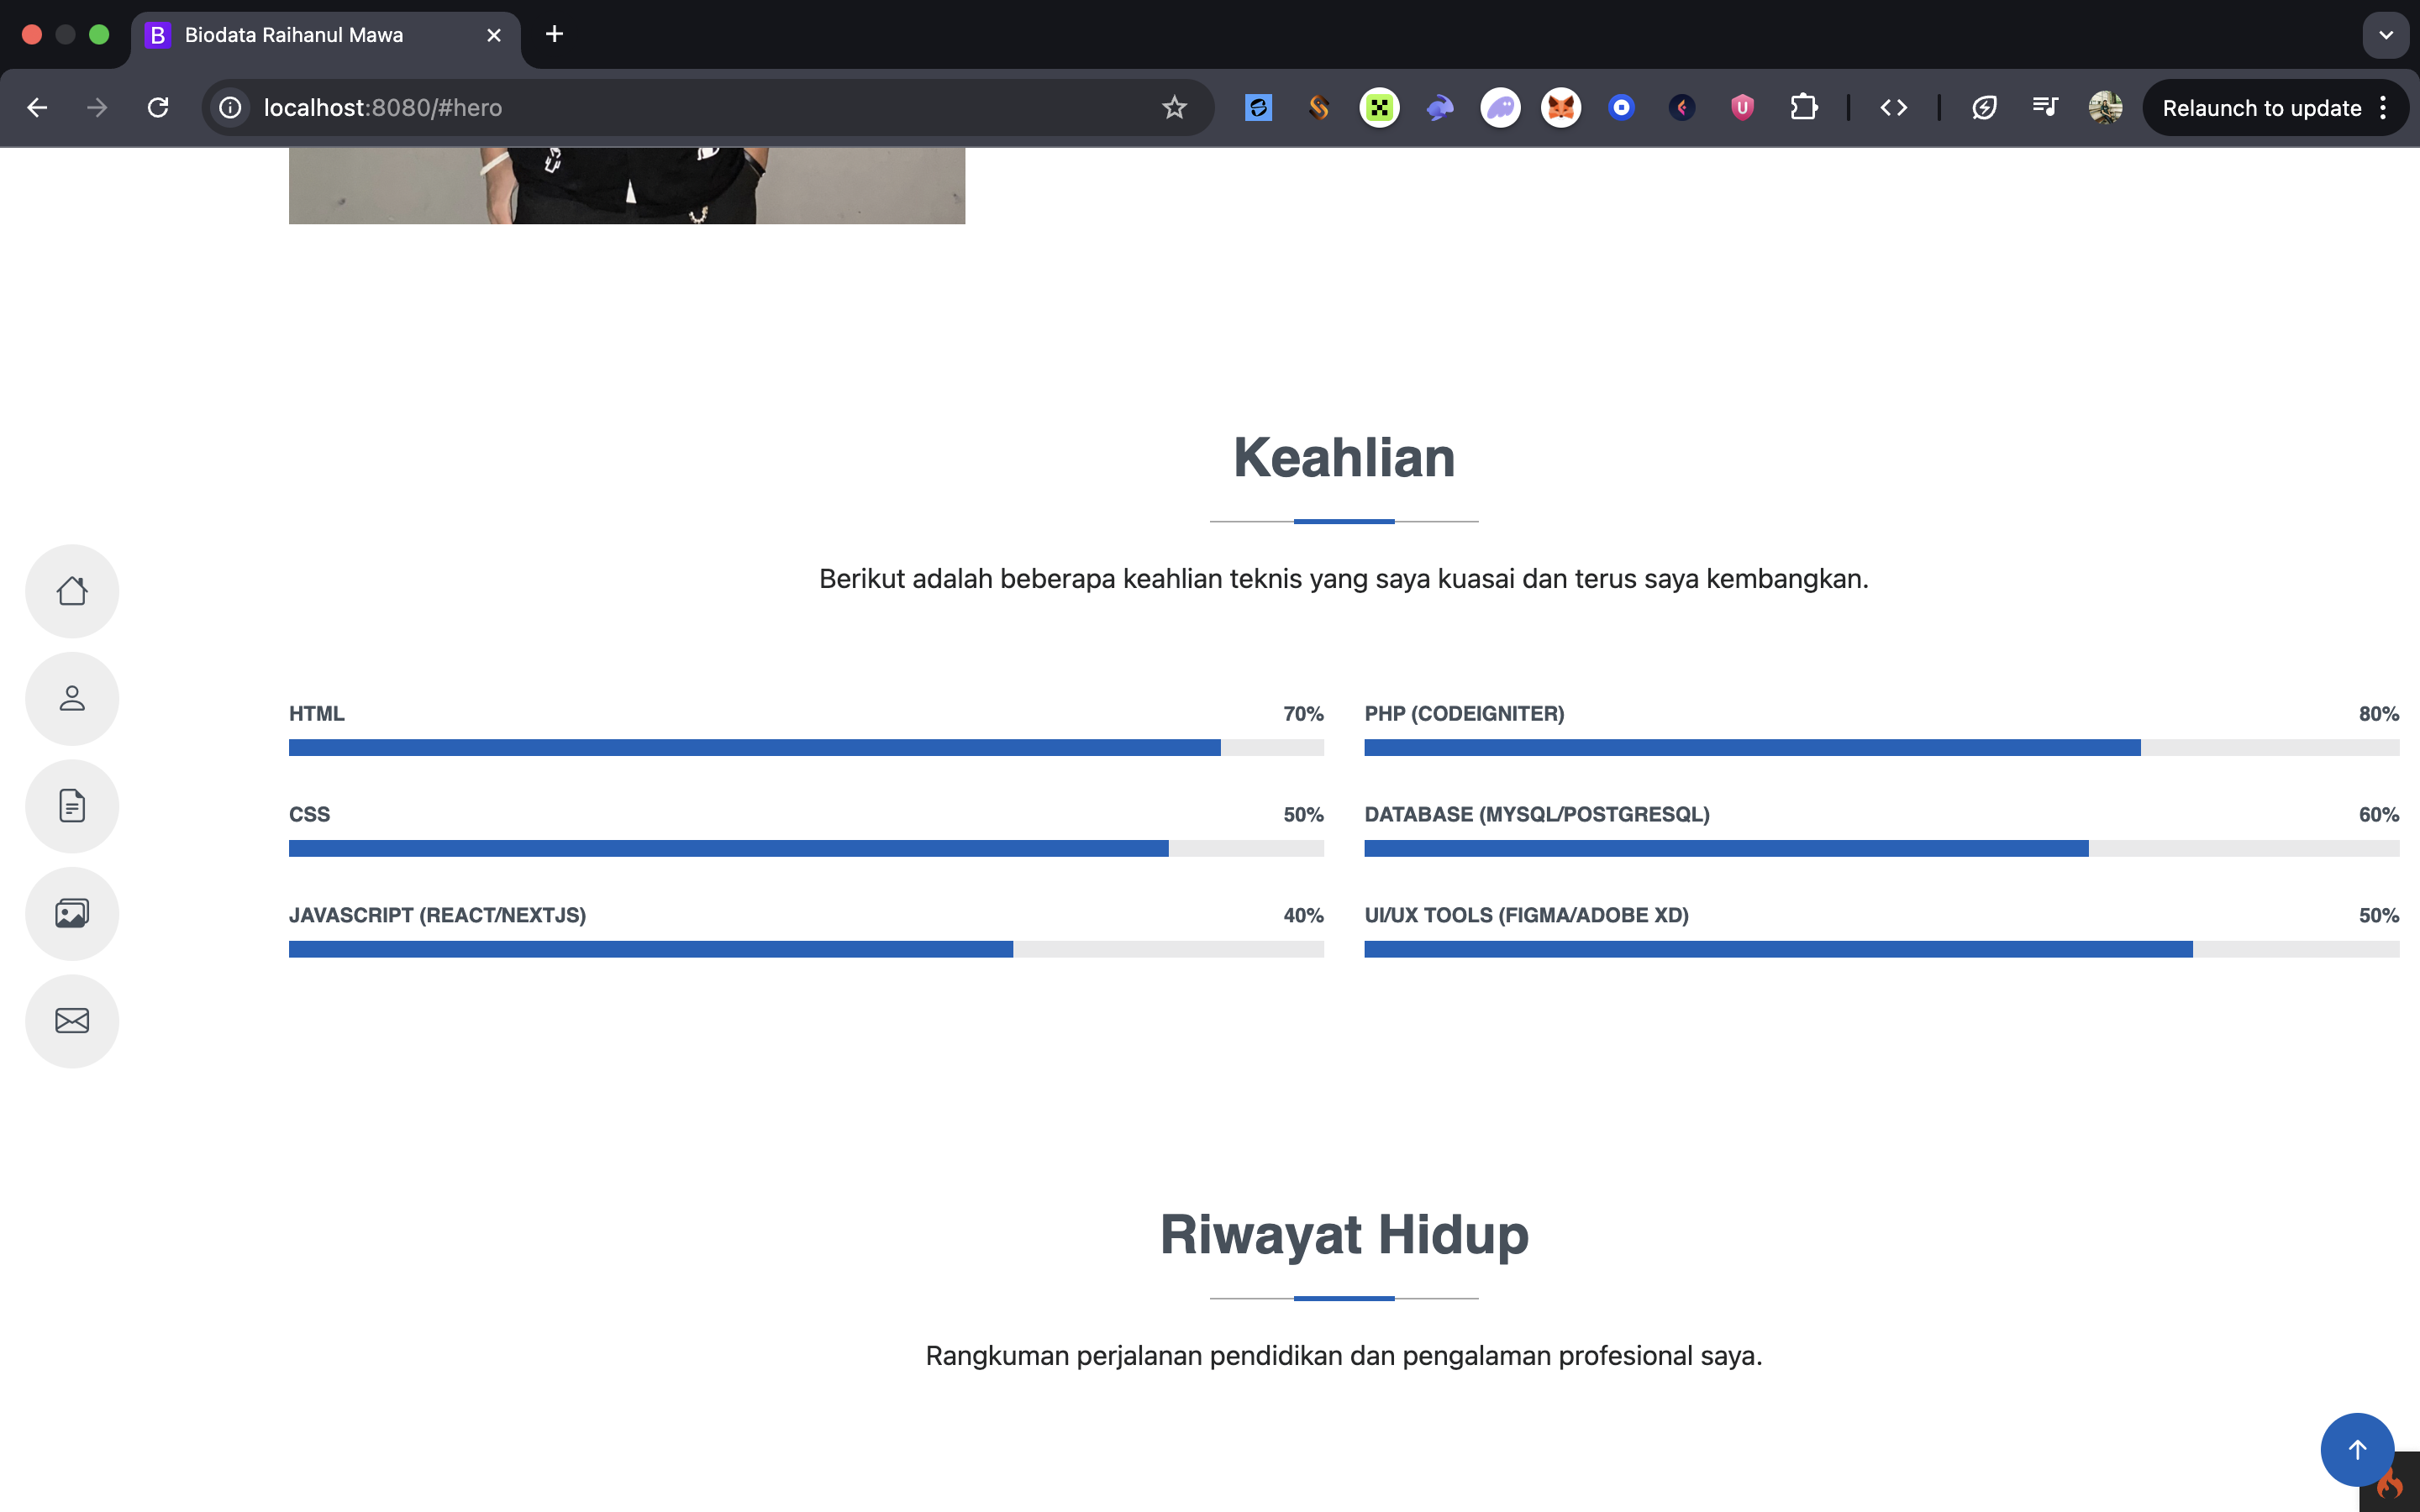 B Biodata Raihanul Mawa
localhost:8080/#hero
U
Relaunch to update
Keahlian
Berikut adalah beberapa keahlian teknis yang saya kuasai dan terus saya kembangkan.
HTML 70%
PHP (CODEIGNITER) 80%
CSS 50%
DATABASE (MYSQL/POSTGRESQL) 60%
JAVASCRIPT (REACT/NEXTJS) 40%
UI/UX TOOLS (FIGMA/ADOBE XD) 50%
Riwayat Hidup
Rangkuman perjalanan pendidikan dan pengalaman profesional saya.